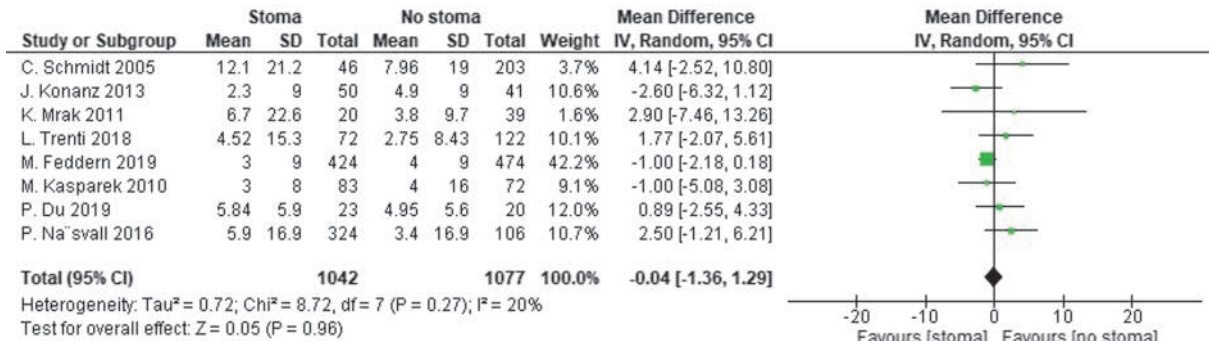 Stoma No stoma Mean Difference Mean Difference
Study or Subgroup Mean SD Total Mean SD Total Weight IV, Random, 95% CI IV, Random, 95% CI
C. Schmidt 2005 12.1 21.2 46 7.96 19 203 3.7% 4.14 [-2.52, 10.80]
J. Konanz 2013 2.3 9 50 4.9 9 41 10.6% -2.60 [-6.32, 1.12]
K. Mrak 2011 6.7 22.6 20 3.8 9.7 39 1.6% 2.90 [-7.46, 13.26]
L. Trenti 2018 4.52 15.3 72 2.75 8.43 122 10.1% 1.77 [-2.07, 5.61]
M. Feddern 2019 3 9 424 4 9 474 42.2% -1.00 [-2.18, 0.18]
M. Kasparek 2010 3 8 83 4 16 72 9.1% -1.00 [-5.08, 3.08]
P. Du 2019 5.84 5.9 23 4.95 5.6 20 12.0% 0.89 [-2.55, 4.33]
P. Na¨svall 2016 5.9 16.9 324 3.4 16.9 106 10.7% 2.50 [-1.21, 6.21]
Total (95% CI) 1042 1077 100.0% -0.04 [-1.36, 1.29]
Heterogeneity: Tau² = 0.72; Chi² = 8.72, df = 7 (P = 0.27); I² = 20%
Test for overall effect: Z = 0.05 (P = 0.96)
-20 -10 0 10 20
Favours [stoma] Favours [no stoma]